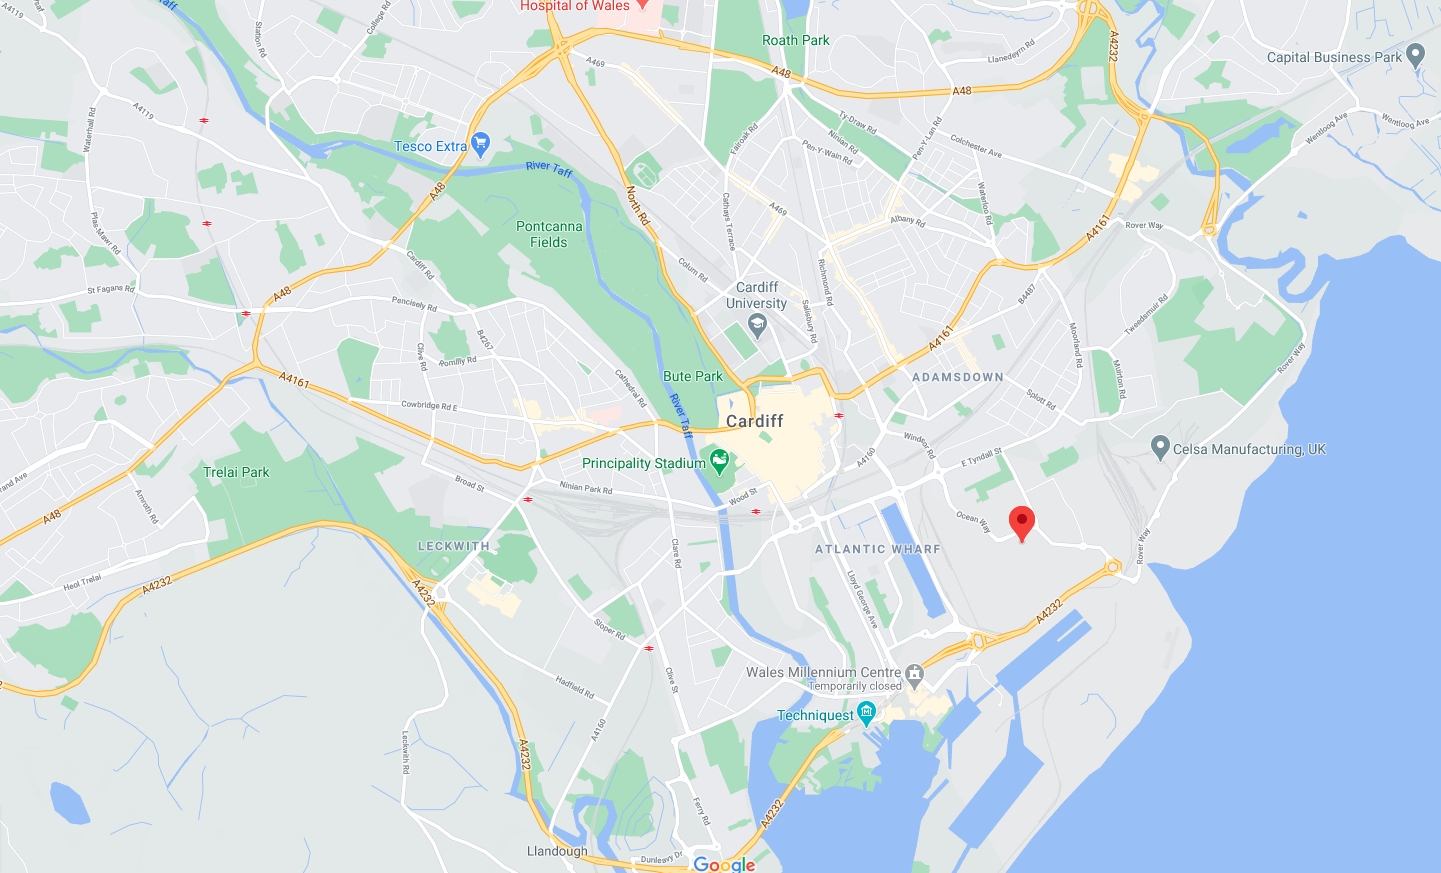 Hospital of Wales
A4119
Taff
Collage Rd
Station Rd
Roath Park
A4232
Llanedeyrn Rd
Capital Business Park
A469
A48
A48
Waterhall Rd
A4119
Ty-Draw Rd
Wentloog Ave
Wentloog Ave
Fairoak Rd
Ninian Rd
Pen-Y-Lan Rd
Colchester Ave
Tesco Extra
Pen-Y-Waln Rd
River Taff
A48
North Rd
Cathays Terrace
Waterloo Rd
A469
Albany Rd
Plas-Mawr Rd
Pontcanna
Fields
A4161
Rover Way
Cardiff Rd
Colum Rd
Richmond Rd
St Fagans Rd
A48
Cardiff
University
B4487
Pencisely Rd
Salisbury Rd
Tweedsmuir Rd
B4267
A4161
Moorland Rd
Clive Rd
Romilly Rd
Rover Way
A4161
Cathedral Rd
Bute Park
ADAMSDOWN
Muirton Rd
Cowbridge Rd E
River Taff
Splott Rd
Cardiff
Windsor Rd
Celsa Manufacturing, UK
A4160
E Tyndall St
Trelai Park
Principality Stadium
Broad St
Ninian Park Rd
Wood St
Amroth Rd
A48
Ocean Way
LECKWITH
Clare Rd
ATLANTIC WHARF
Rover Way
Heol Trelai
A4232
A4232
Lloyd George Ave
A4232
Sloper Rd
Wales Millennium Centre
Temporarily closed
Clive St
Hadfield Rd
Techniquest
A4160
Leckwith Rd
A4232
A4232
Ferry Rd
Llandough
Dunleavy Dr
Google